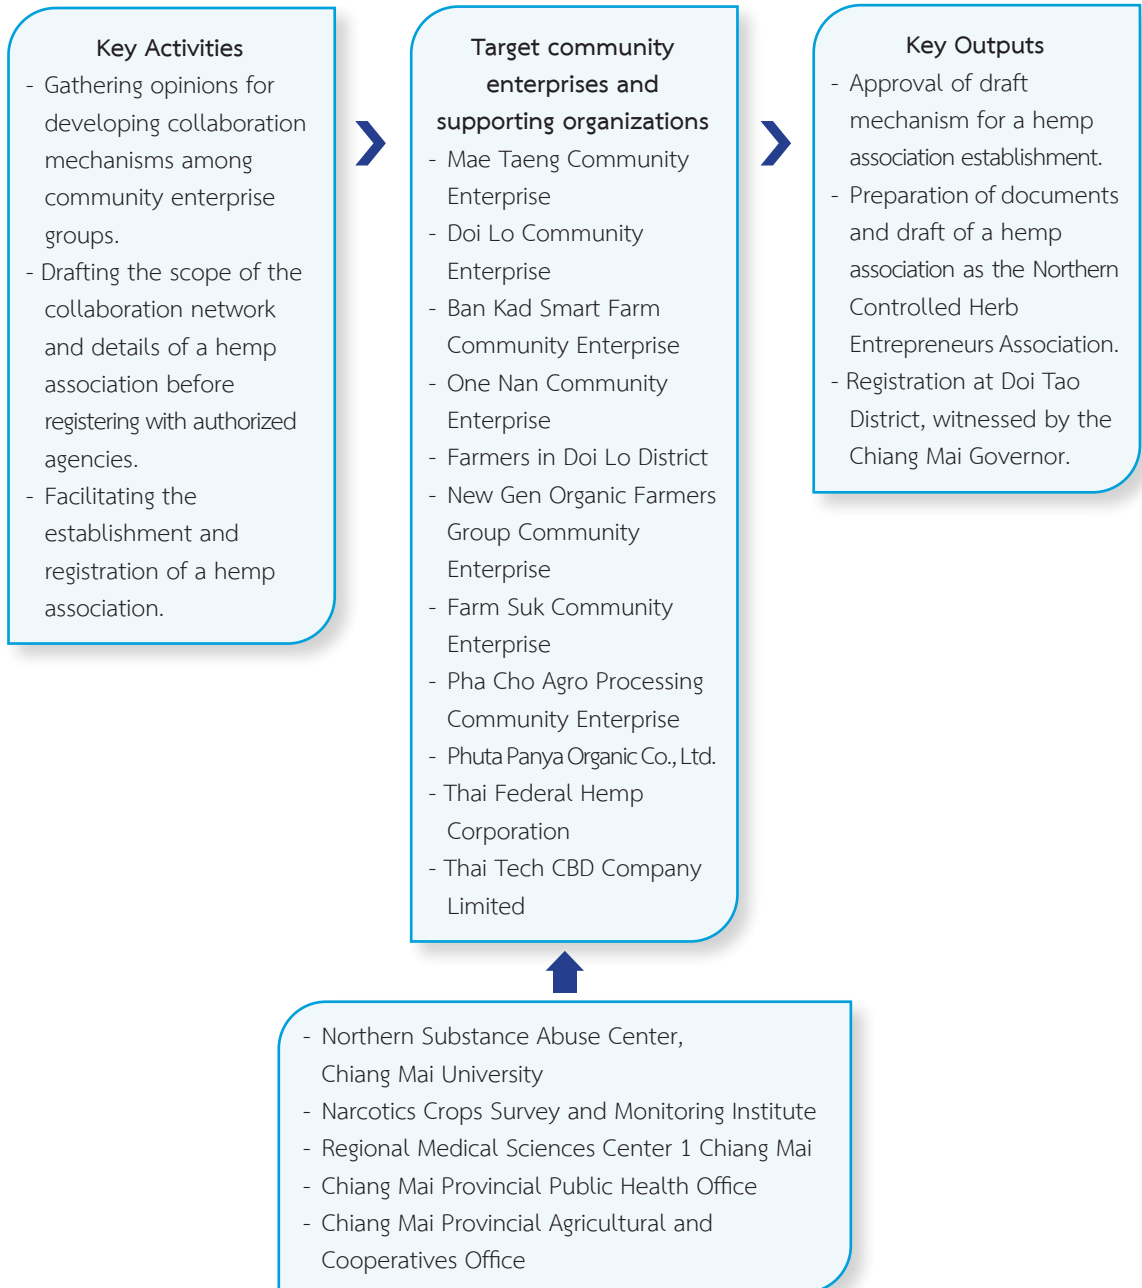 Key Activities
- Gathering opinions for
developing collaboration
mechanisms among
community enterprise
groups.
- Drafting the scope of the
collaboration network
and details of a hemp
association before
registering with authorized
agencies.
- Facilitating the
establishment and
registration of a hemp
association.
Target community
enterprises and
supporting organizations
- Mae Taeng Community
Enterprise
- Doi Lo Community
Enterprise
- Ban Kad Smart Farm
Community Enterprise
- One Nan Community
Enterprise
- Farmers in Doi Lo District
- New Gen Organic Farmers
Group Community
Enterprise
- Farm Suk Community
Enterprise
- Pha Cho Agro Processing
Community Enterprise
- Phuta Panya Organic Co., Ltd.
- Thai Federal Hemp
Corporation
- Thai Tech CBD Company
Limited
Key Outputs
- Approval of draft
mechanism for a hemp
association establishment.
- Preparation of documents
and draft of a hemp
association as the Northern
Controlled Herb
Entrepreneurs Association.
- Registration at Doi Tao
District, witnessed by the
Chiang Mai Governor.
- Northern Substance Abuse Center,
Chiang Mai University
- Narcotics Crops Survey and Monitoring Institute
- Regional Medical Sciences Center 1 Chiang Mai
- Chiang Mai Provincial Public Health Office
- Chiang Mai Provincial Agricultural and
Cooperatives Office